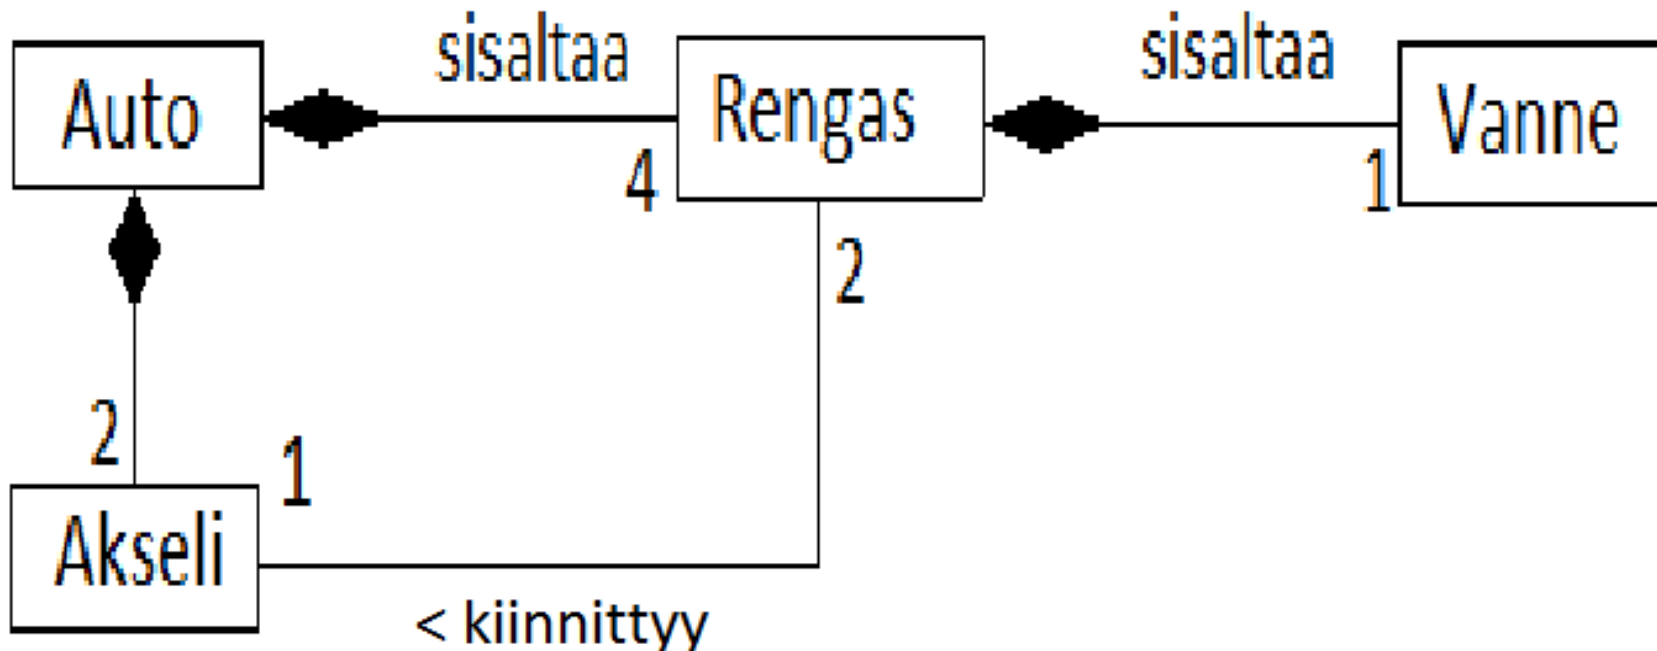 sisaltaa
sisaltaa
Auto
Rengas
Vanne
4
1
2
2
1
Akseli
< kiinnittyy